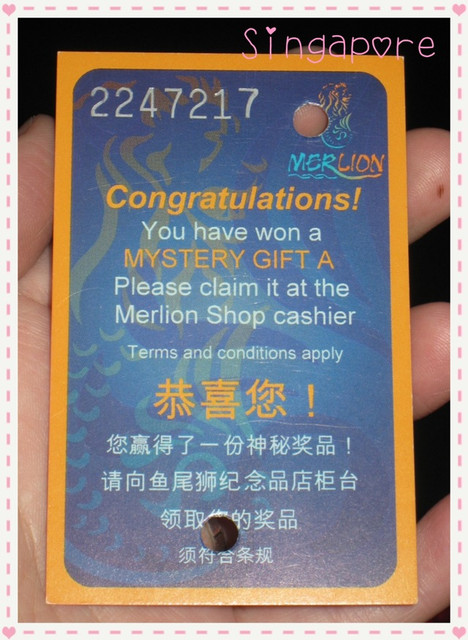 Singapore
2247217
MERLION
Congratulations!
You have won a
MYSTERY GIFT A
Please claim it at the
Merlion Shop cashier
Terms and conditions apply
恭喜您！
您赢得了一份神秘奖品！
请向鱼尾狮纪念品店柜台
领取您的奖品
须符合条规